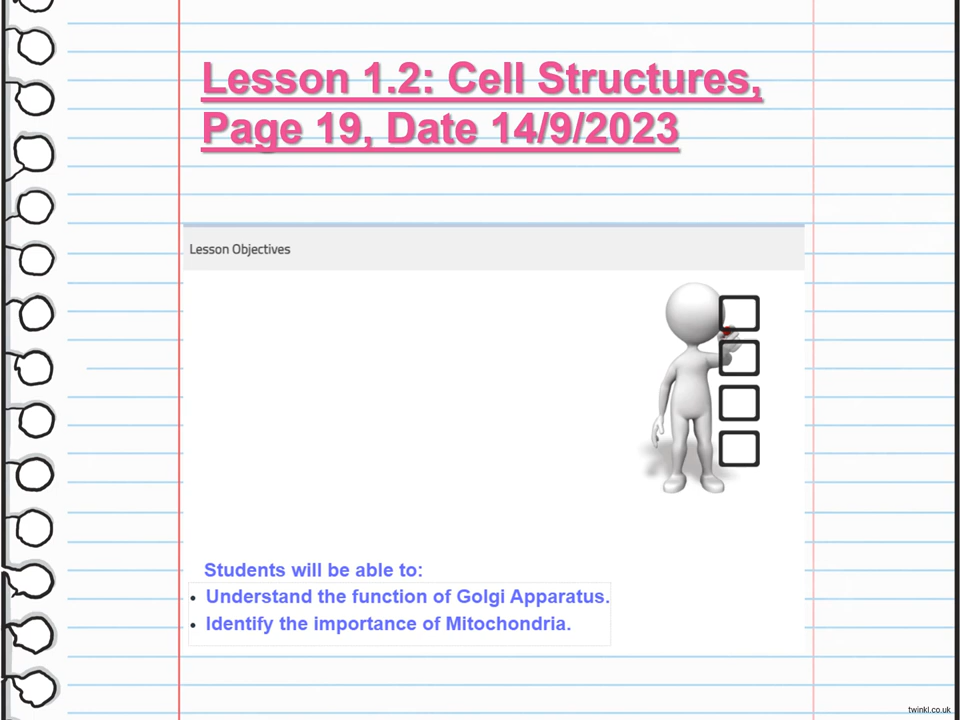 Lesson 1.2: Cell Structures,
Page 19, Date 14/9/2023
Lesson Objectives
Students will be able to:
• Understand the function of Golgi Apparatus.
• Identify the importance of Mitochondria.
twinkl.co.uk